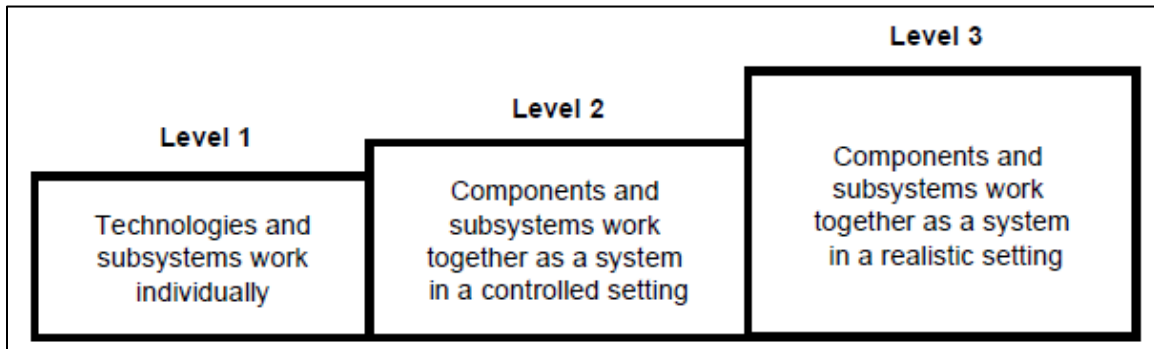 Level 1
Technologies and
subsystems work
individually
Level 2
Components and
subsystems work
together as a system
in a controlled setting
Level 3
Components and
subsystems work
together as a system
in a realistic setting